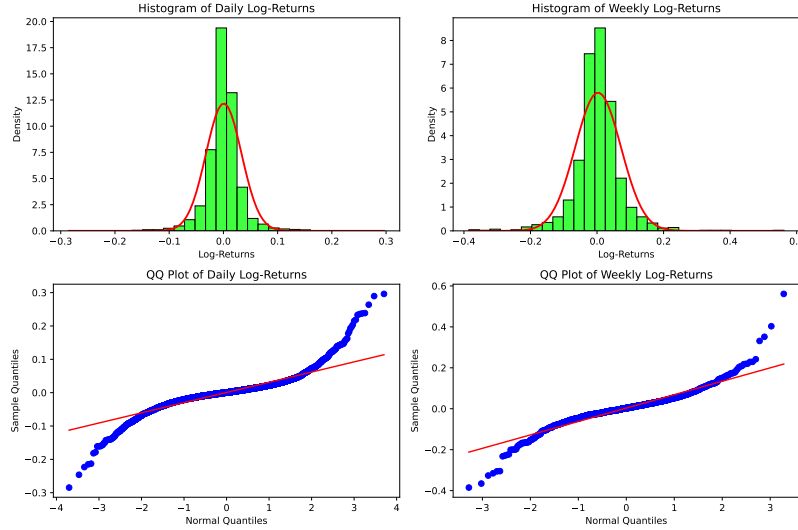 Histogram of Daily Log-Returns
Density
20.0
17.5
15.0
12.5
10.0
7.5
5.0
2.5
0.0
−0.3 −0.2 −0.1 0.0 0.1 0.2 0.3
Log-Returns
Histogram of Weekly Log-Returns
Density
8
7
6
5
4
3
2
1
0
−0.4 −0.2 0.0 0.2 0.4
Log-Returns
QQ Plot of Daily Log-Returns
Sample Quantiles
0.3
0.2
0.1
0.0
−0.1
−0.2
−0.3
−4 −3 −2 −1 0 1 2 3 4
Normal Quantiles
QQ Plot of Weekly Log-Returns
Sample Quantiles
0.6
0.4
0.2
0.0
−0.2
−0.4
−3 −2 −1 0 1 2 3
Normal Quantiles